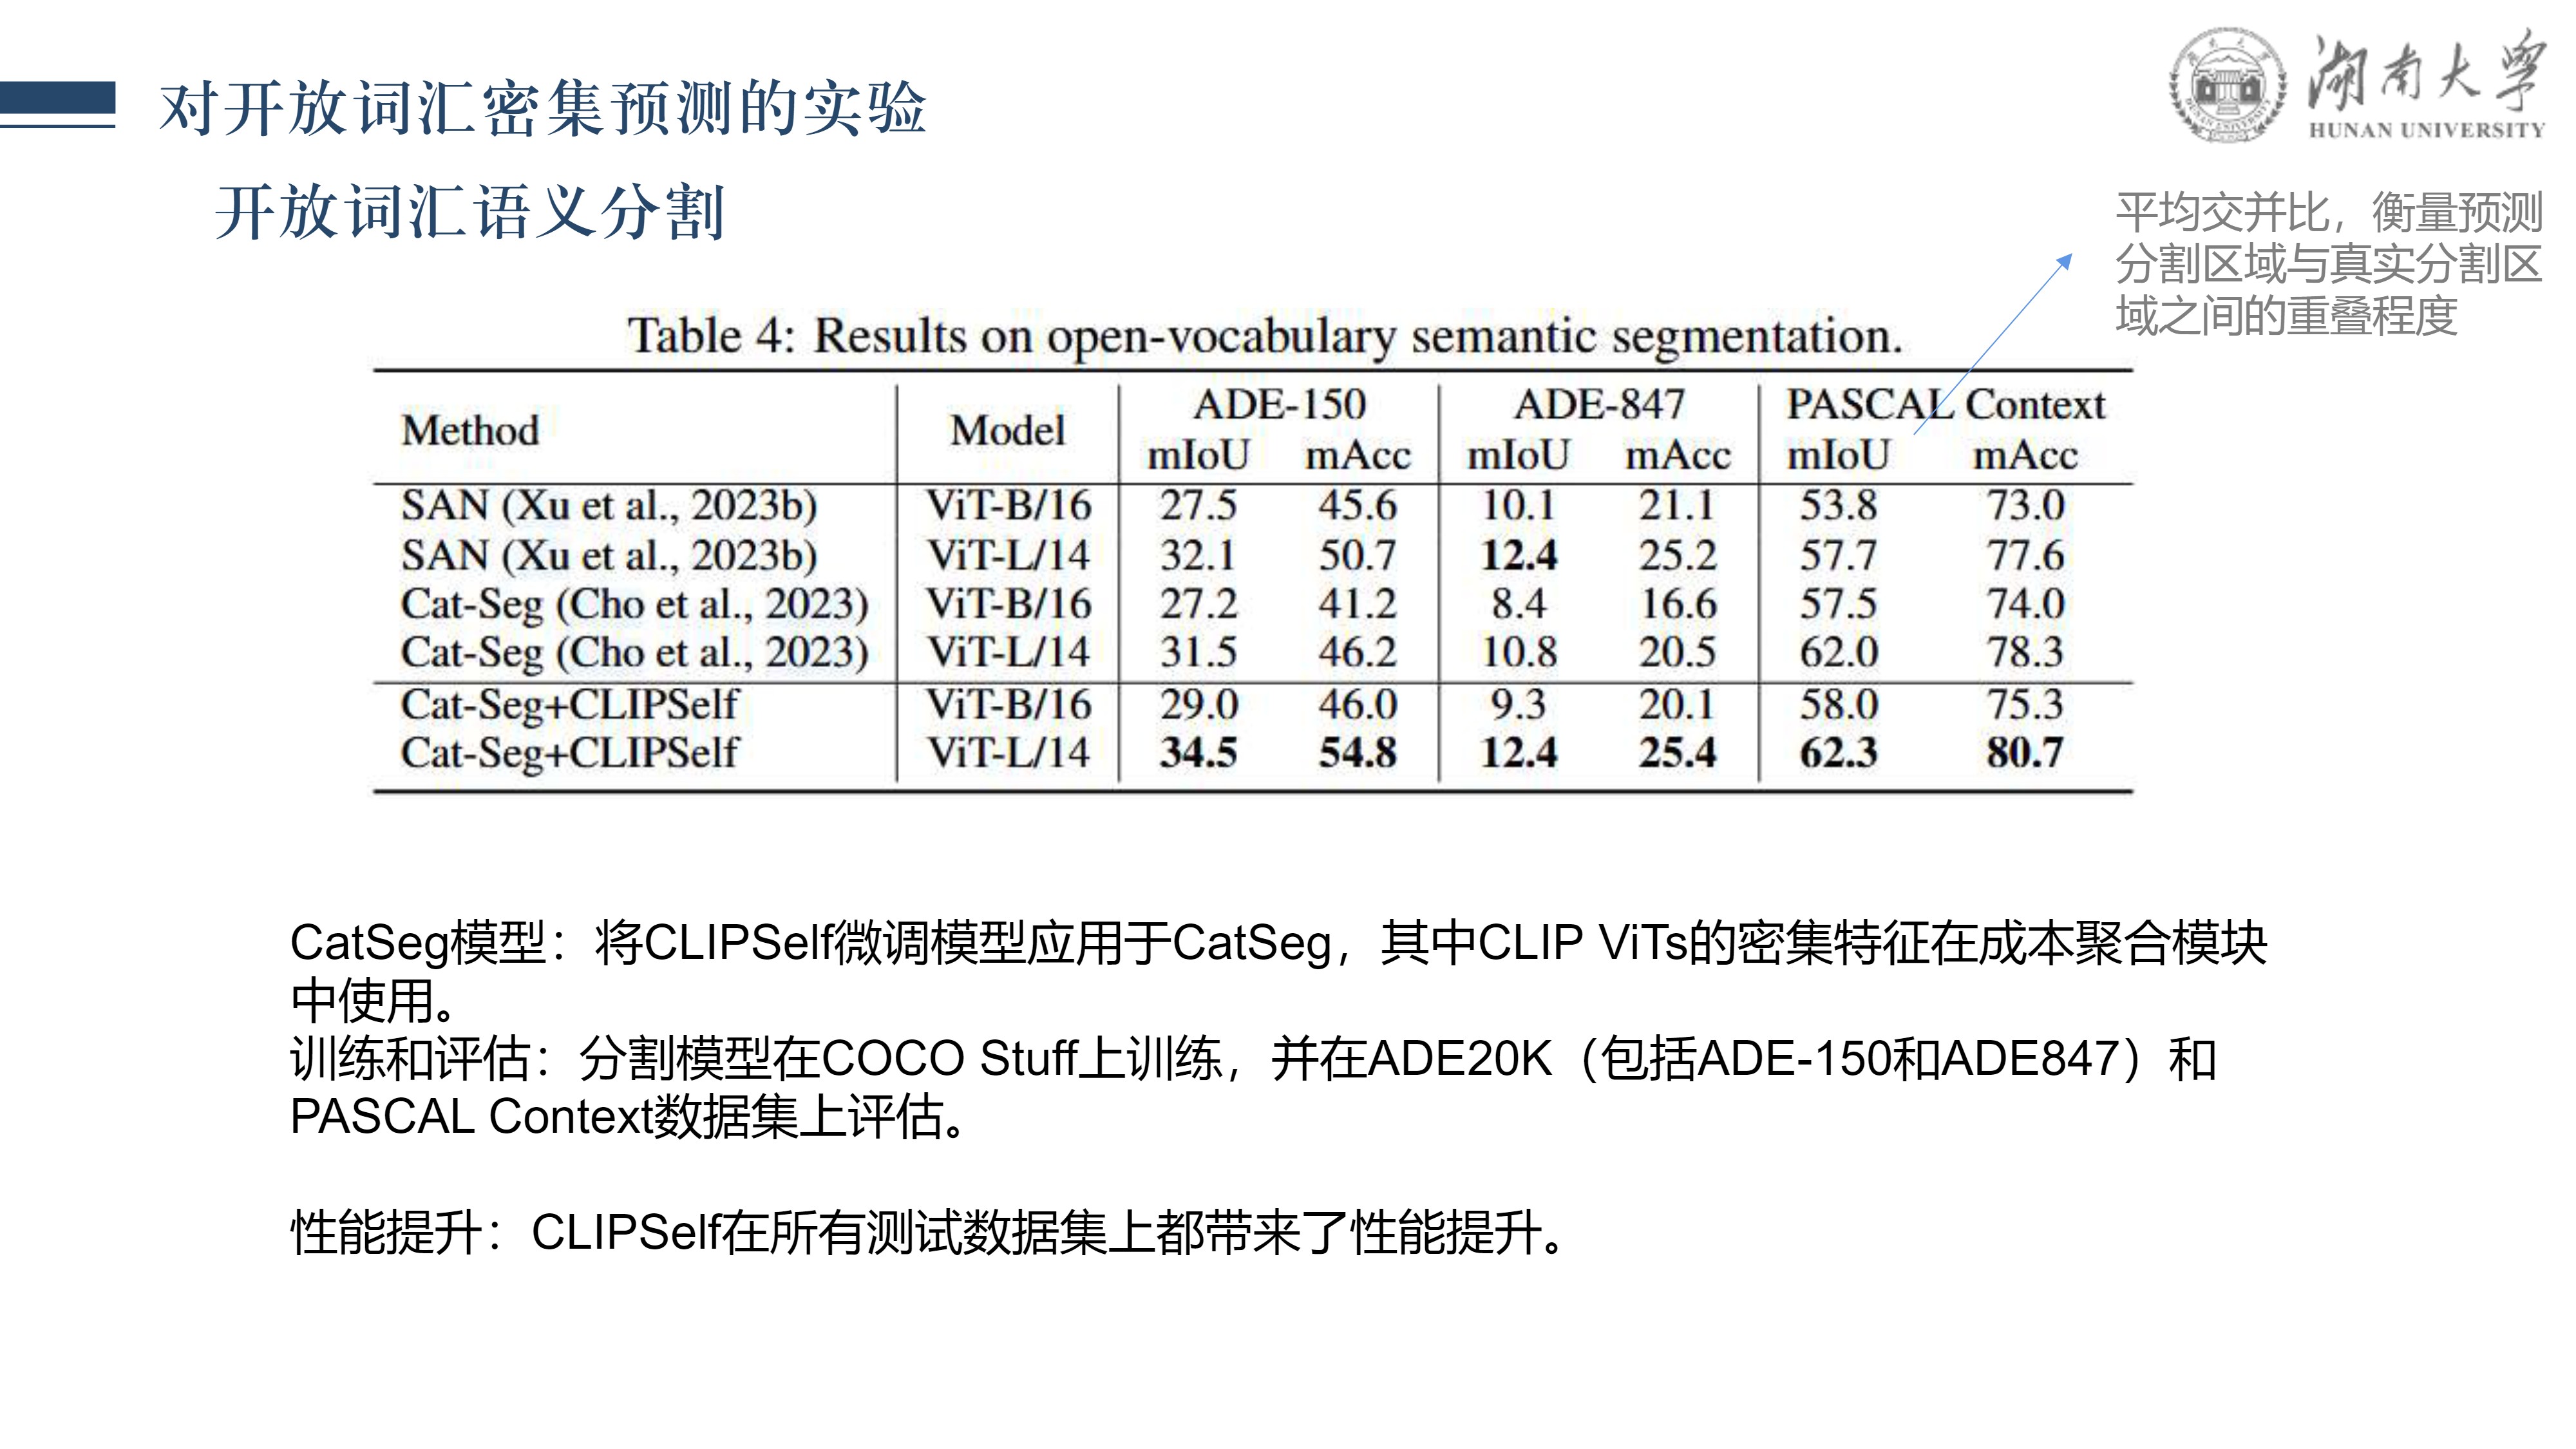 对开放词汇密集预测的实验
湖南大学
HUNAN UNIVERSITY
开放词汇语义分割
平均交并比，衡量预测
分割区域与真实分割区
域之间的重叠程度
Table 4: Results on open-vocabulary semantic segmentation.
Method Model ADE-150 ADE-847 PASCAL Context
mIoU mAcc mIoU mAcc mIoU mAcc
SAN (Xu et al., 2023b) ViT-B/16 27.5 45.6 10.1 21.1 53.8 73.0
SAN (Xu et al., 2023b) ViT-L/14 32.1 50.7 12.4 25.2 57.7 77.6
Cat-Seg (Cho et al., 2023) ViT-B/16 27.2 41.2 8.4 16.6 57.5 74.0
Cat-Seg (Cho et al., 2023) ViT-L/14 31.5 46.2 10.8 20.5 62.0 78.3
Cat-Seg+CLIPSelf ViT-B/16 29.0 46.0 9.3 20.1 58.0 75.3
Cat-Seg+CLIPSelf ViT-L/14 34.5 54.8 12.4 25.4 62.3 80.7
CatSeg模型：将CLIPSelf微调模型应用于CatSeg，其中CLIP ViTs的密集特征在成本聚合模块
中使用。
训练和评估：分割模型在COCO Stuff上训练，并在ADE20K（包括ADE-150和ADE847）和
PASCAL Context数据集上评估。
性能提升：CLIPSelf在所有测试数据集上都带来了性能提升。